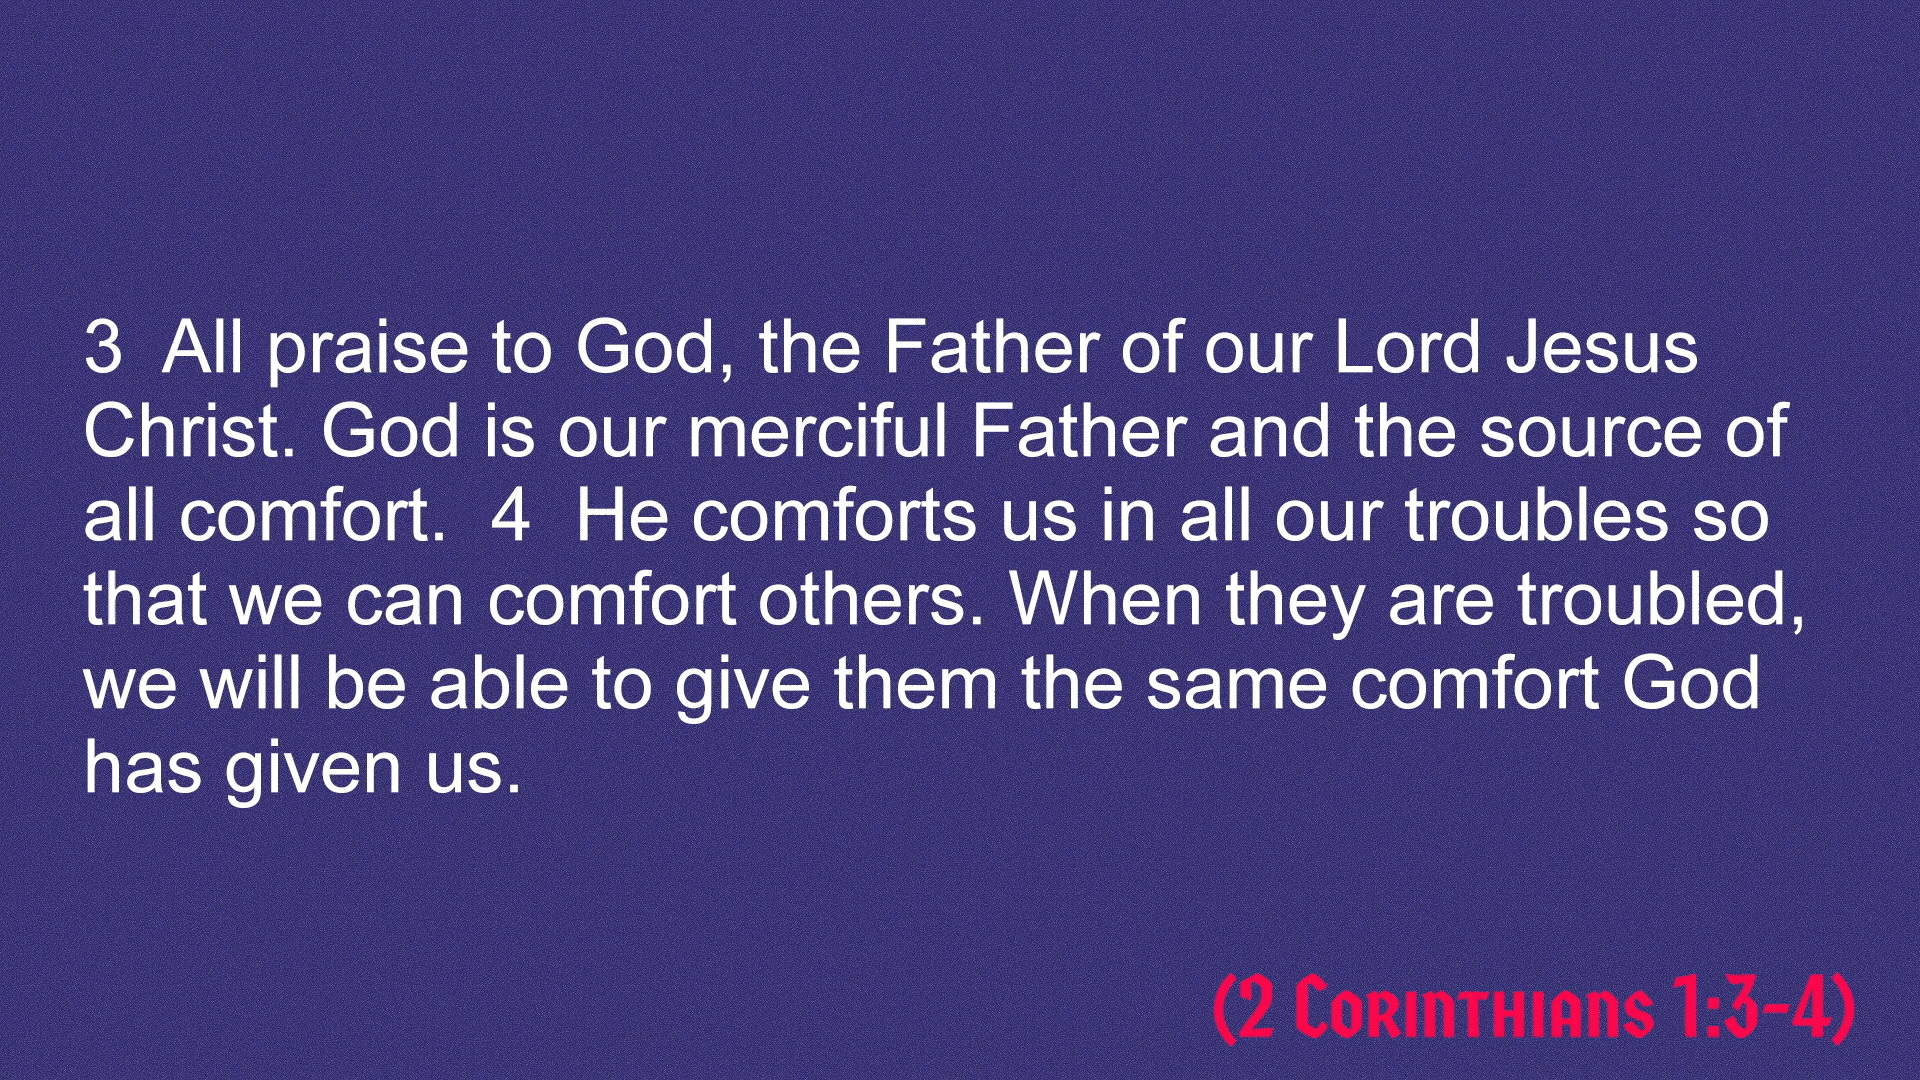 3  All praise to God, the Father of our Lord Jesus
Christ. God is our merciful Father and the source of
all comfort.  4  He comforts us in all our troubles so
that we can comfort others. When they are troubled,
we will be able to give them the same comfort God
has given us.
(2 Corinthians 1:3-4)